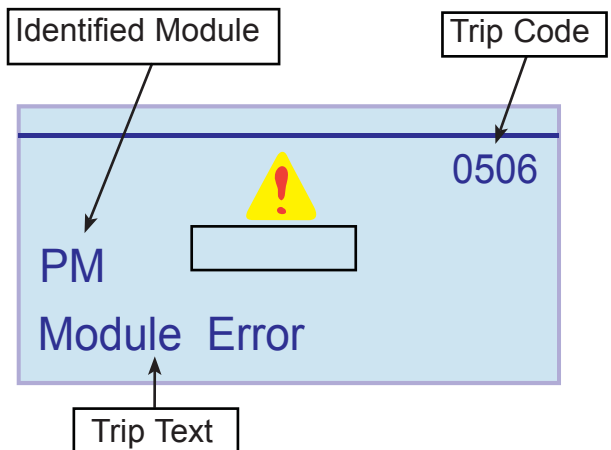 Identified Module
Trip Code
0506
PM
Module Error
Trip Text